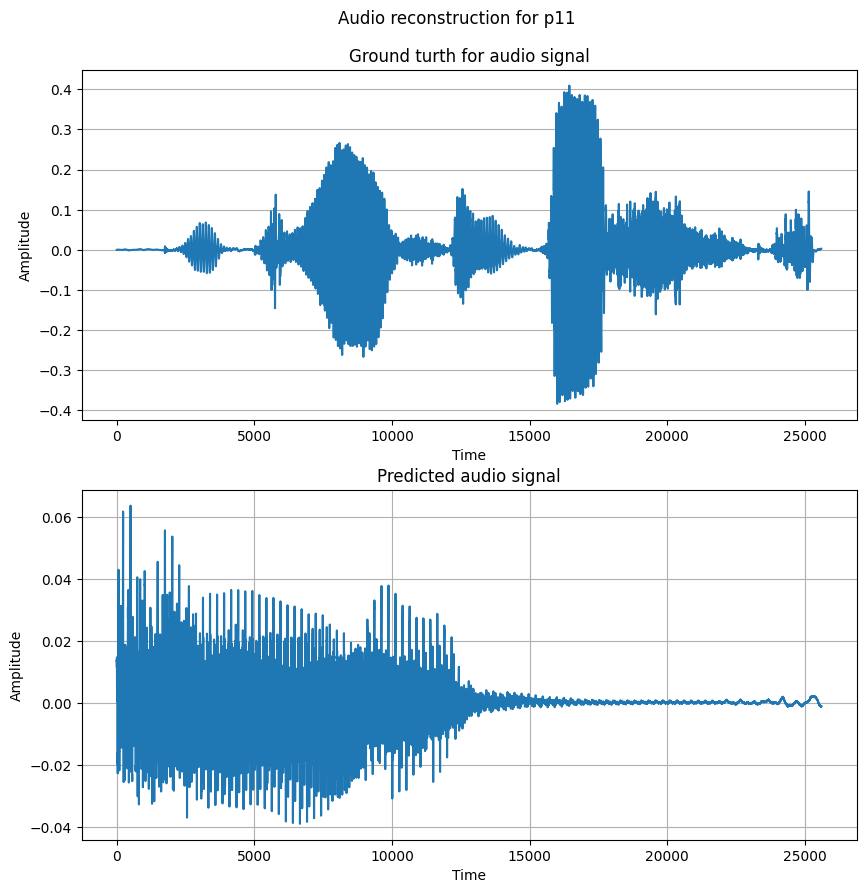 Audio reconstruction for p11
Ground turth for audio signal
0.4
0.3
0.2
0.1
0.0
−0.1
−0.2
−0.3
−0.4
Amplitude
0 5000 10000 15000 20000 25000
Time
Predicted audio signal
0.06
0.04
0.02
0.00
−0.02
−0.04
Amplitude
0 5000 10000 15000 20000 25000
Time